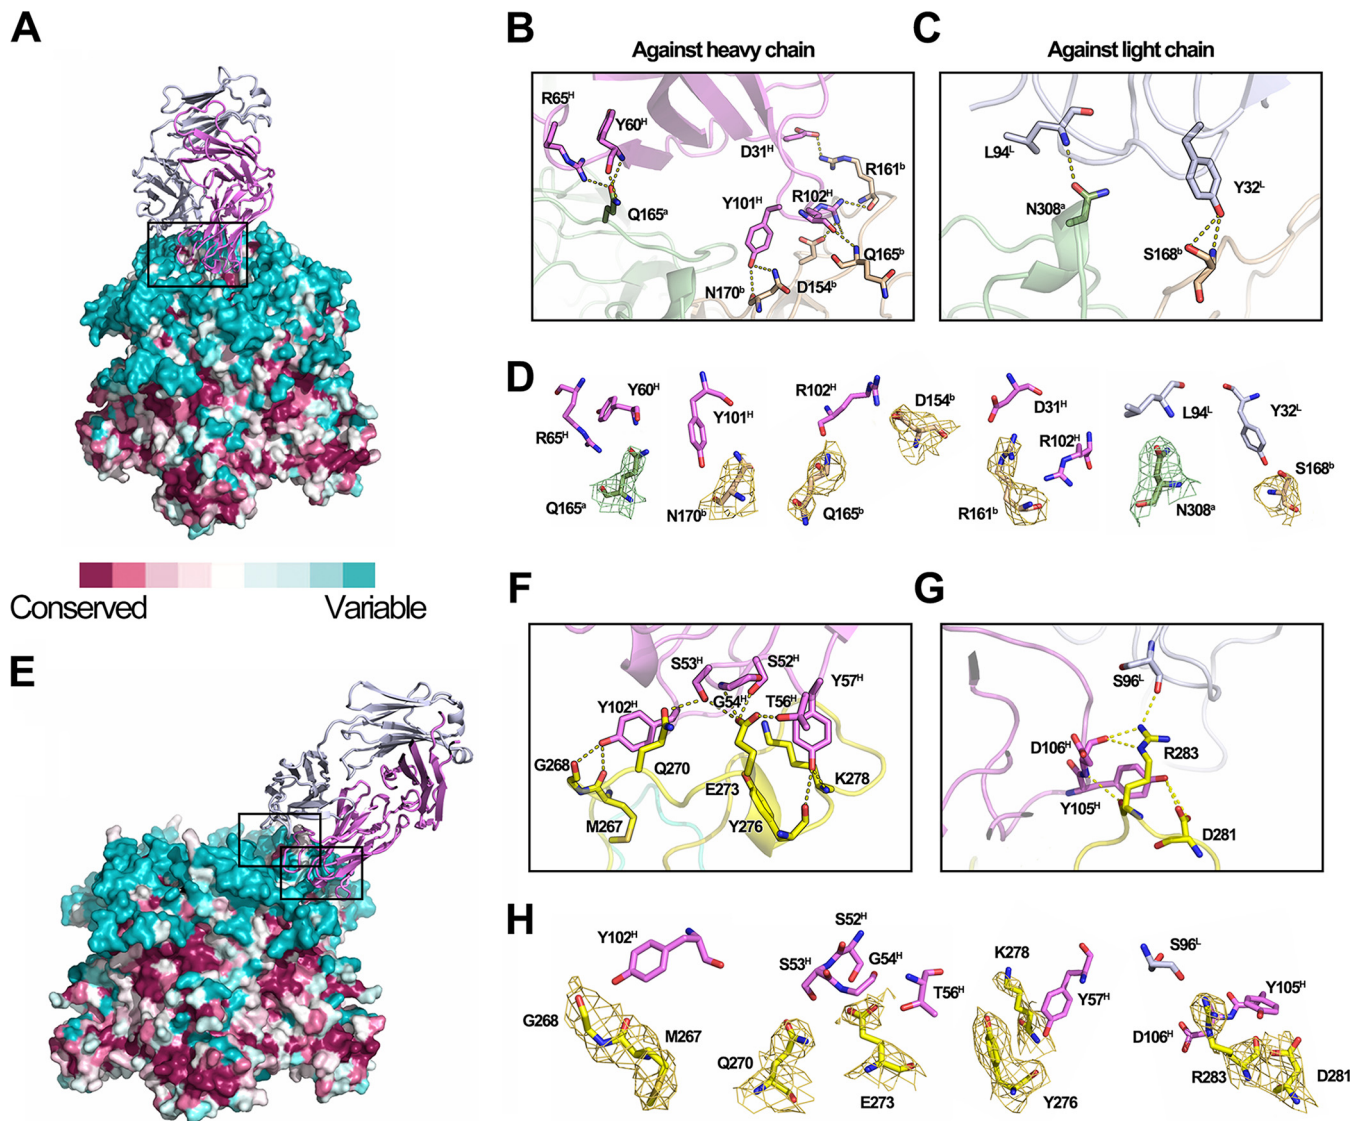 A
B
Against heavy chain
R65ᴴ
Y60ᴴ
D31ᴴ
R161ᵇ
Y101ᴴ
R102ᴴ
Q165ᵃ
Q165ᵇ
N170ᵇ
D154ᵇ
C
Against light chain
L94ᴸ
Y32ᴸ
N308ᵃ
S168ᵇ
D
Y60ᴴ
R65ᴴ
Q165ᵃ
Y101ᴴ
N170ᵇ
R102ᴴ
Q165ᵇ
D154ᵇ
D31ᴴ
R102ᴴ
R161ᵇ
L94ᴸ
N308ᵃ
Y32ᴸ
S168ᵇ
Conserved
Variable
E
F
S53ᴴ
S52ᴴ
Y57ᴴ
G54ᴴ
T56ᴴ
Y102ᴴ
G268
Q270
K278
E273
M267
Y276
G
S96ᴸ
D106ᴴ
R283
Y105ᴴ
D281
H
Y102ᴴ
G268
M267
S52ᴴ
S53ᴴ
G54ᴴ
T56ᴴ
Q270
E273
K278
Y57ᴴ
Y276
S96ᴸ
Y105ᴴ
D106ᴴ
R283
D281